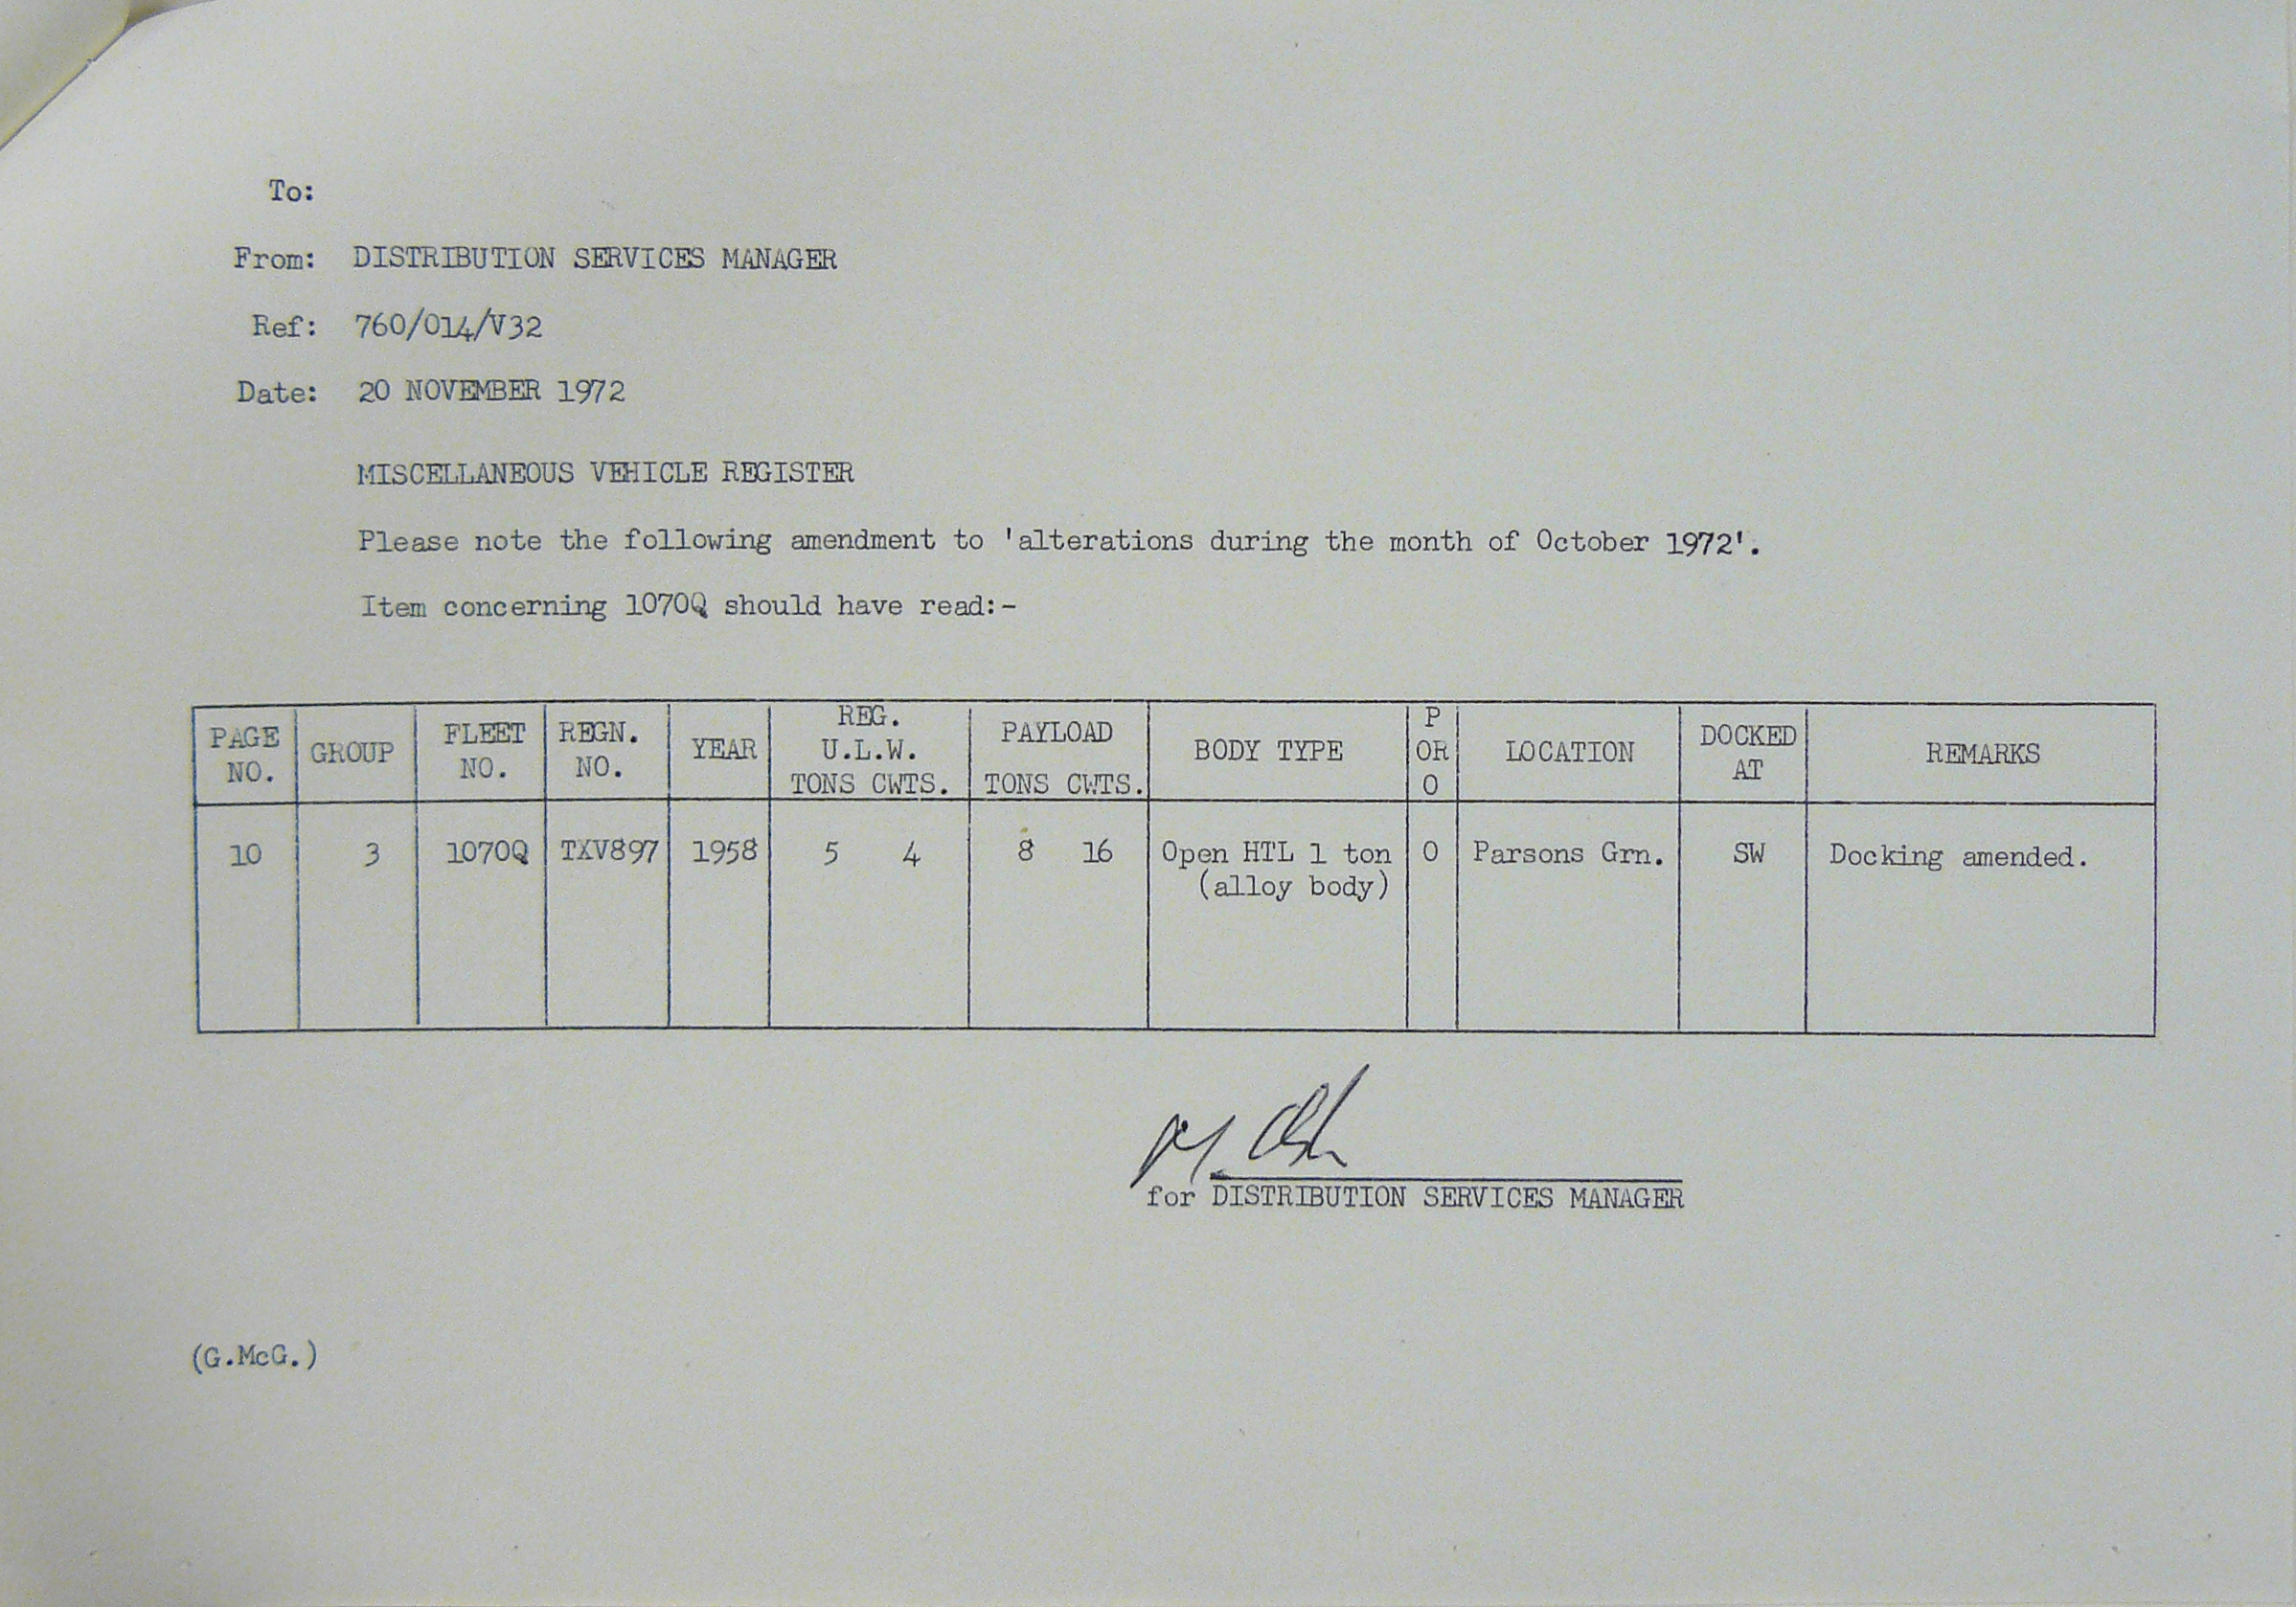 To:
From: DISTRIBUTION SERVICES MANAGER
Ref: 760/014/V32
Date: 20 NOVEMBER 1972
MISCELLANEOUS VEHICLE REGISTER
Please note the following amendment to 'alterations during the month of October 1972'.
Item concerning 1070Q should have read:-
PAGE NO. GROUP FLEET NO. REGN. NO. YEAR REG. U.L.W. TONS CWTS. PAYLOAD TONS CWTS. BODY TYPE P OR O LOCATION DOCKED AT REMARKS
10 3 1070Q TXV897 1958 5 4 8 16 Open HTL 1 ton (alloy body) O Parsons Grn. SW Docking amended.
for DISTRIBUTION SERVICES MANAGER
(G.McG.)